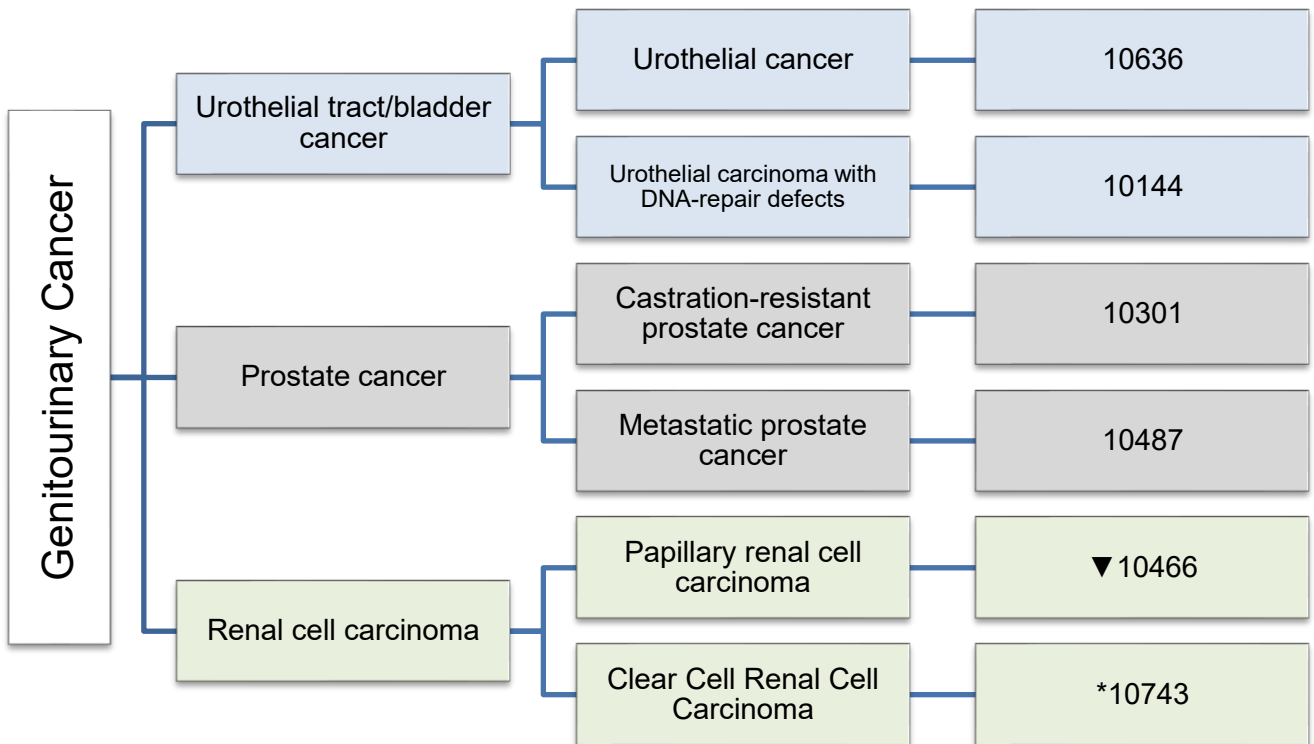 Genitourinary Cancer
Urothelial tract/bladder
cancer
Urothelial cancer
10636
Urothelial carcinoma with
DNA-repair defects
10144
Prostate cancer
Castration-resistant
prostate cancer
10301
Metastatic prostate
cancer
10487
Renal cell carcinoma
Papillary renal cell
carcinoma
▼10466
Clear Cell Renal Cell
Carcinoma
*10743